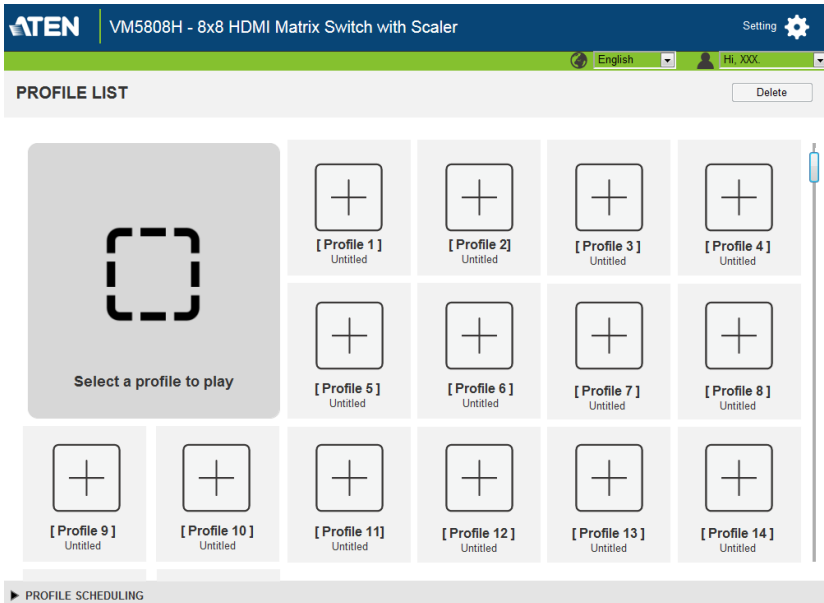 ATEN
VM5808H - 8x8 HDMI Matrix Switch with Scaler
Setting
English
Hi, XXX.
PROFILE LIST
Delete
Select a profile to play
[ Profile 1 ]
Untitled
[ Profile 2]
Untitled
[ Profile 3 ]
Untitled
[ Profile 4 ]
Untitled
[ Profile 5 ]
Untitled
[ Profile 6 ]
Untitled
[ Profile 7 ]
Untitled
[ Profile 8 ]
Untitled
[ Profile 9 ]
Untitled
[ Profile 10 ]
Untitled
[ Profile 11]
Untitled
[ Profile 12 ]
Untitled
[ Profile 13 ]
Untitled
[ Profile 14 ]
Untitled
PROFILE SCHEDULING